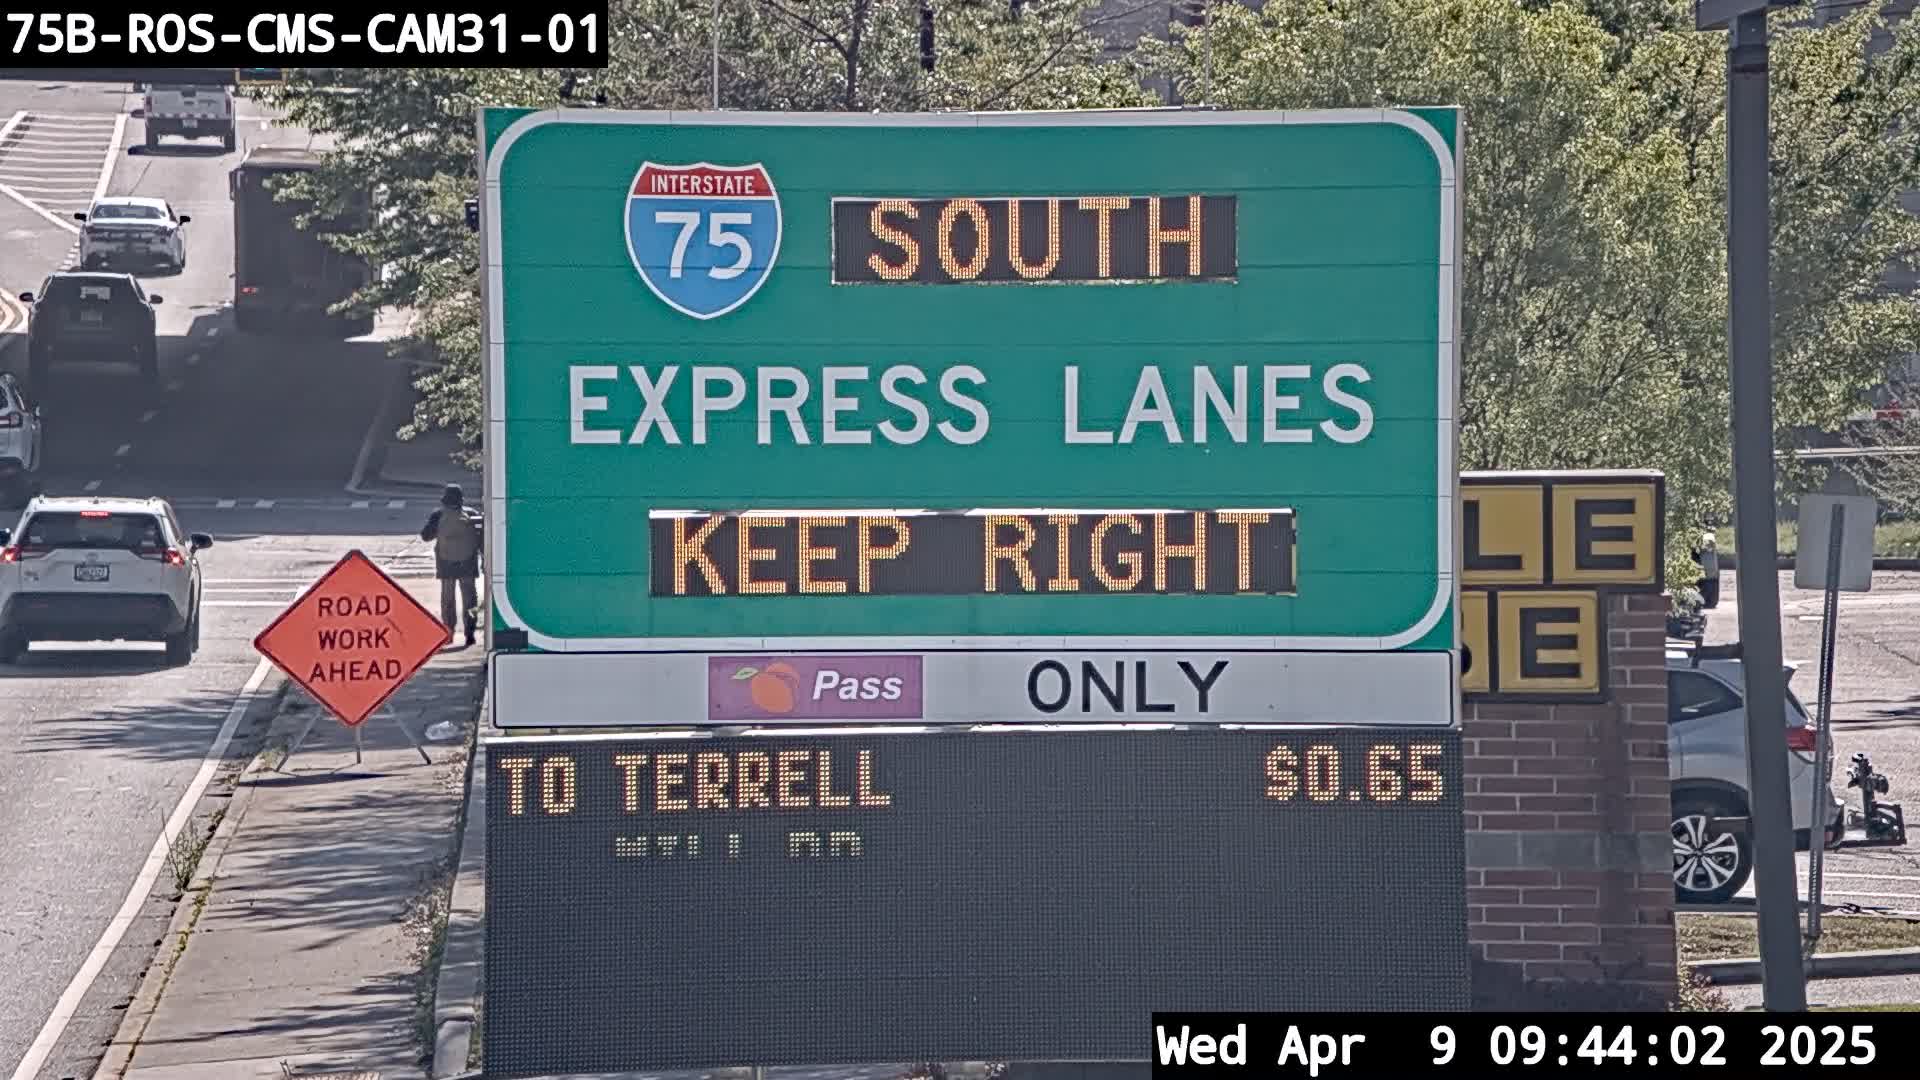 75B-ROS-CMS-CAM31-01
INTERSTATE
75
SOUTH
EXPRESS LANES
KEEP RIGHT
Pass ONLY
TO TERRELL $0.65
ROAD
WORK
AHEAD
LE
E
Wed Apr 9 09:44:02 2025